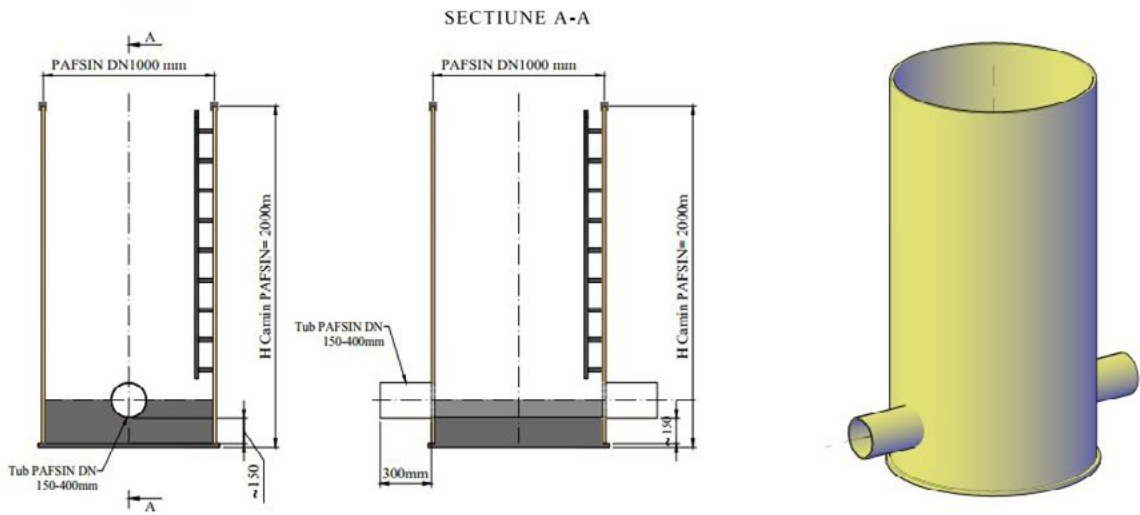 SECTIUNE A-A
A
PAFSIN DN1000 mm
H Camin PAFSIN= 2000m
Tub PAFSIN DN
150-400mm
~150
A
PAFSIN DN1000 mm
H Camin PAFSIN= 2000m
Tub PAFSIN DN
150-400mm
~150
300mm